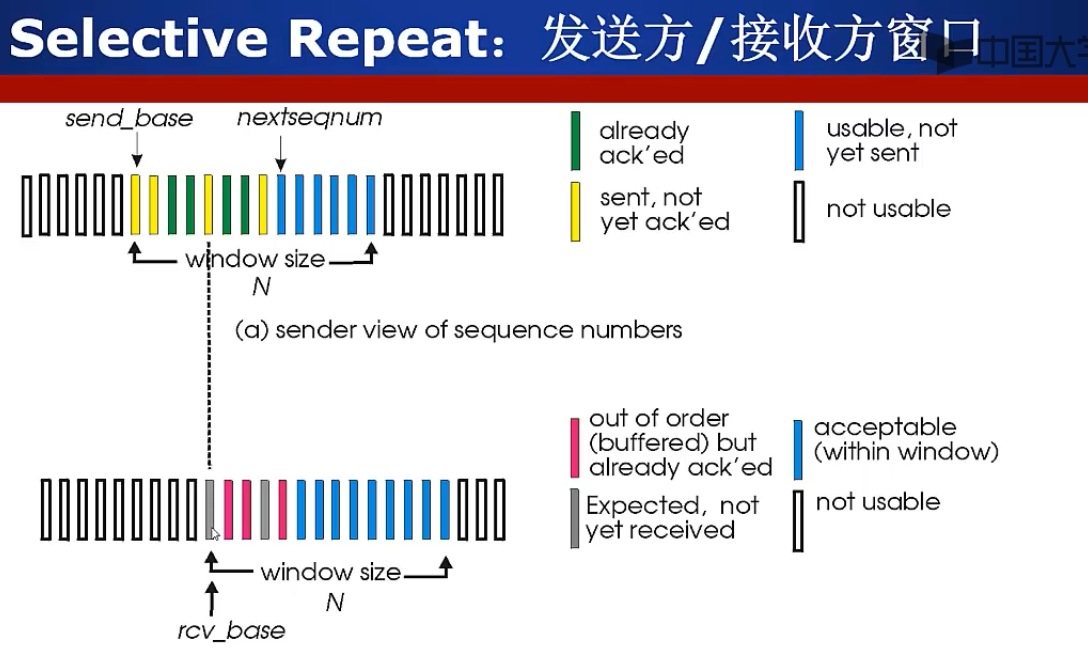 Selective Repeat: 发送方/接收方窗口
中国大学
send_base
nextseqnum
already
ack'ed
usable, not
yet sent
sent, not
yet ack'ed
not usable
window size
N
(a) sender view of sequence numbers
out of order
(buffered) but
already ack'ed
acceptable
(within window)
Expected, not
yet received
not usable
window size
N
rcv_base